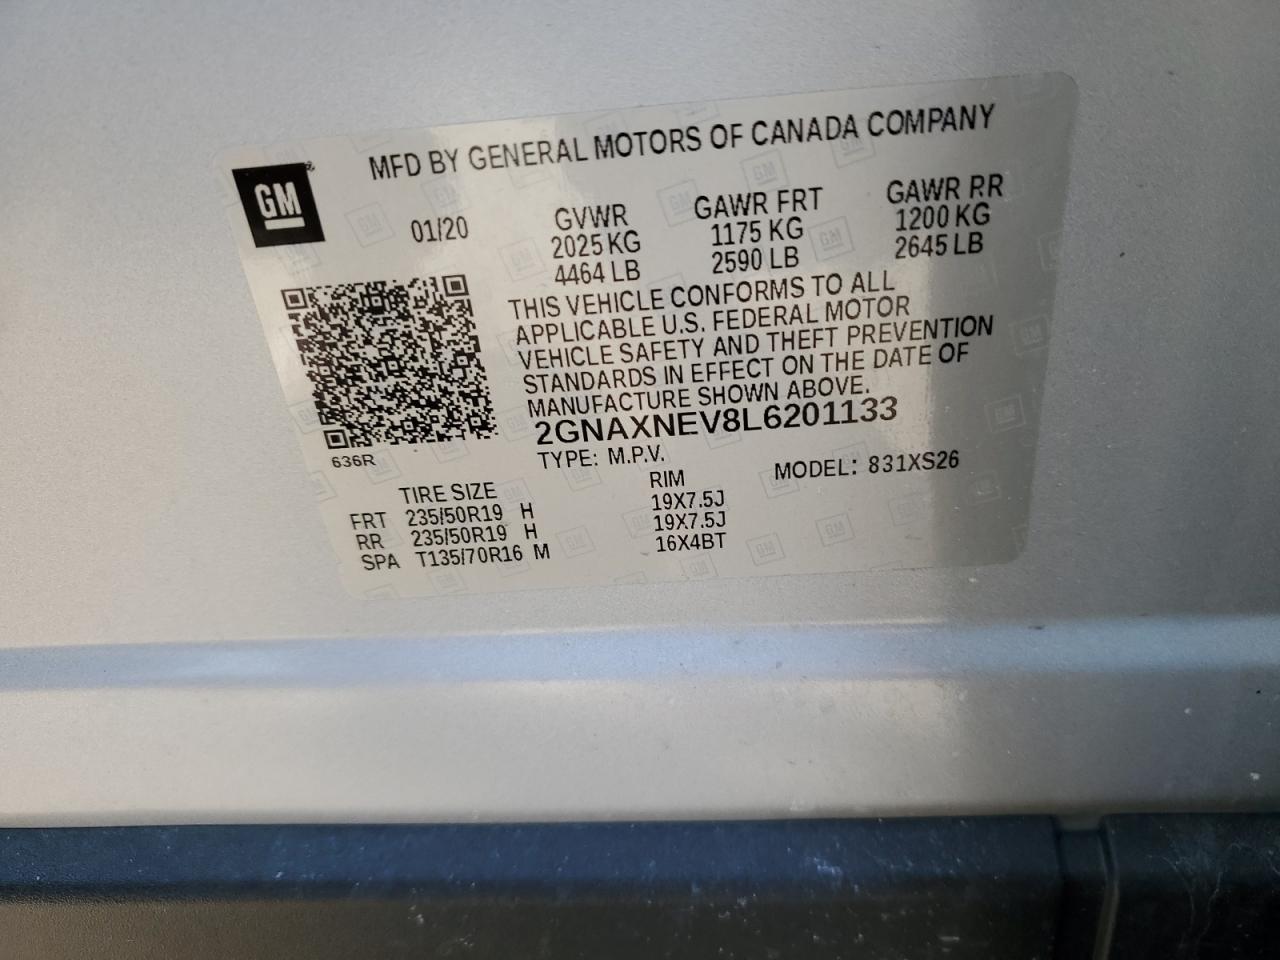 GM
MFD BY GENERAL MOTORS OF CANADA COMPANY
01/20 GVWR GAWR FRT GAWR RR
2025 KG 1175 KG 1200 KG
4464 LB 2590 LB 2645 LB
THIS VEHICLE CONFORMS TO ALL
APPLICABLE U.S. FEDERAL MOTOR
VEHICLE SAFETY AND THEFT PREVENTION
STANDARDS IN EFFECT ON THE DATE OF
MANUFACTURE SHOWN ABOVE.
2GNAXNEV8L6201133
636R
TYPE: M.P.V. MODEL: 831XS26
TIRE SIZE RIM
FRT 235/50R19 H 19X7.5J
RR 235/50R19 H 19X7.5J
SPA T135/70R16 M 16X4BT